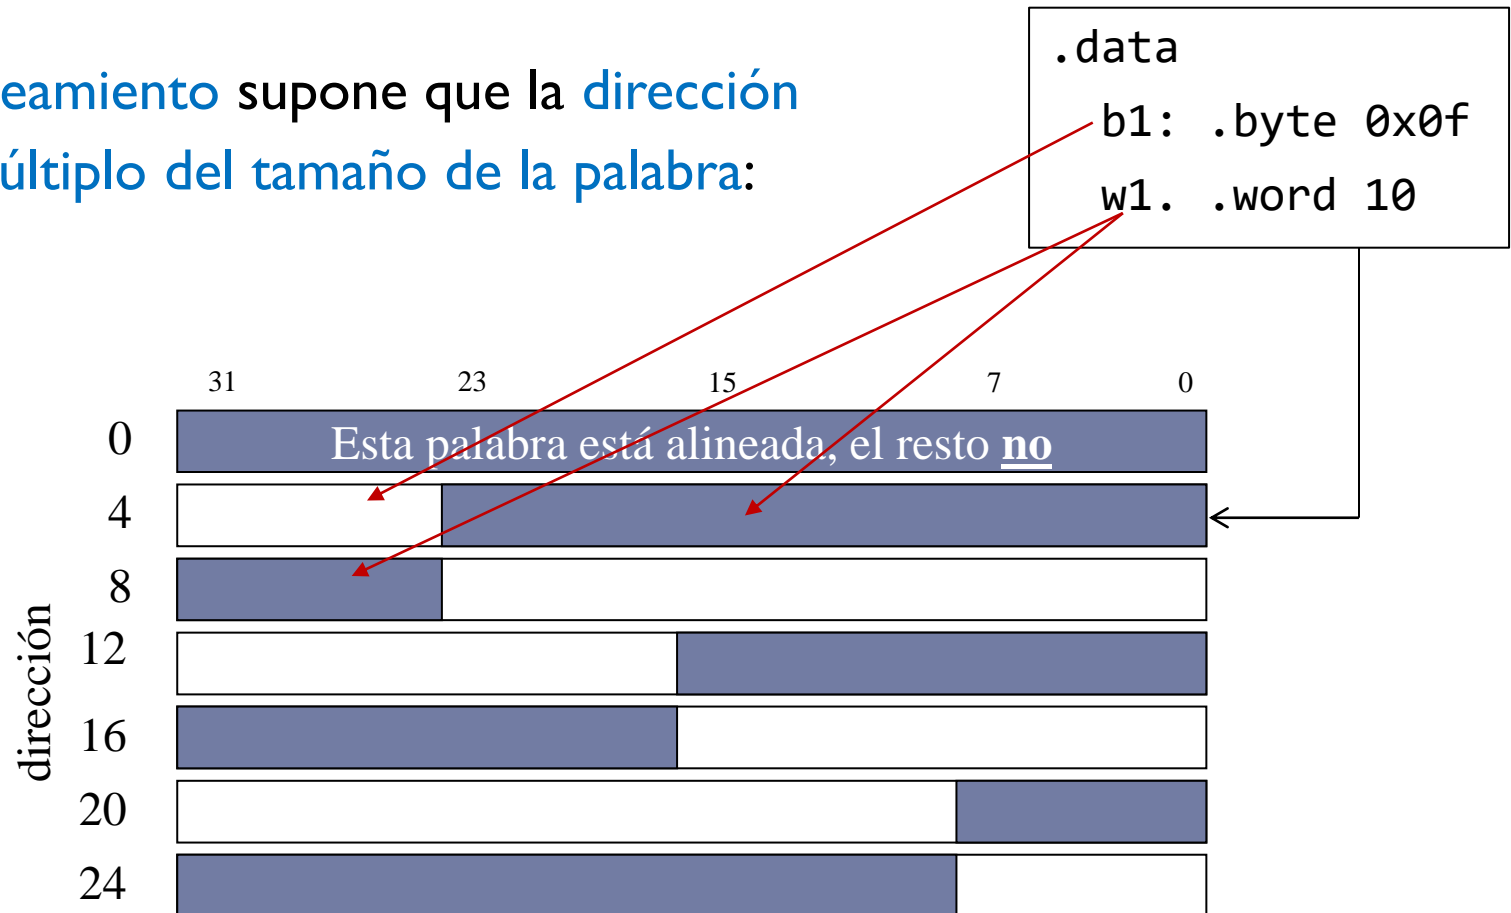 eamiento supone que la dirección
últiplo del tamaño de la palabra:
.data
b1: .byte 0x0f
w1. .word 10
31 23 15 7 0
0 Esta palabra está alineada, el resto no
4
8
12
16
20
24
dirección